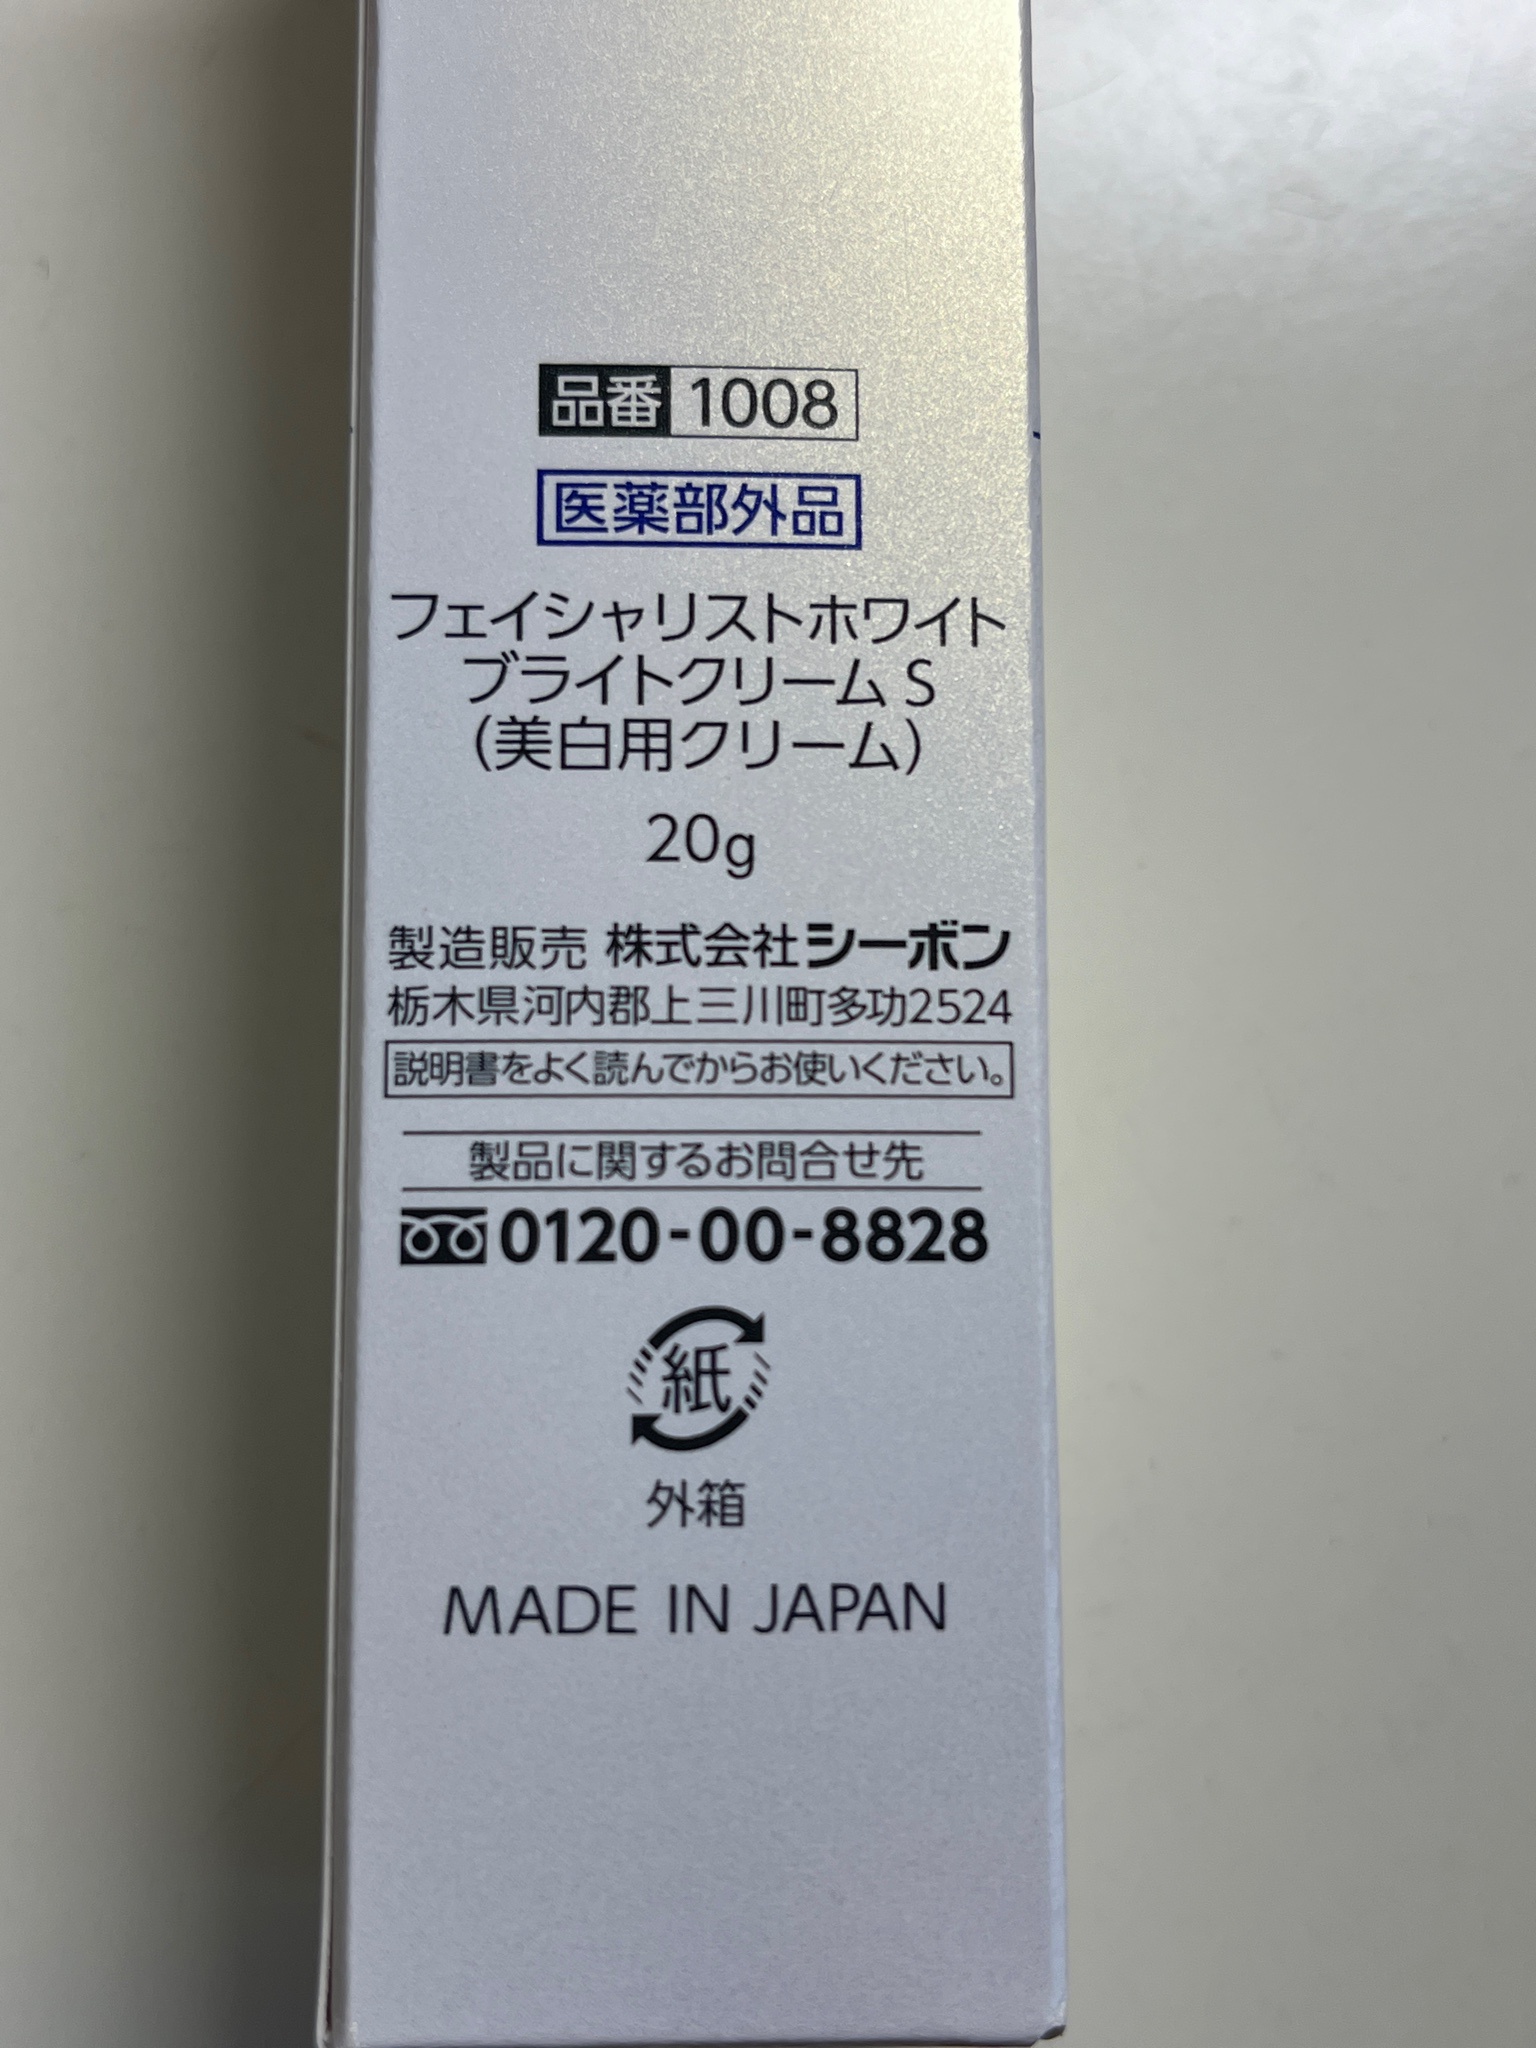 品番 1008
医薬部外品
フェイシャリストホワイト
ブライトクリーム S
（美白用クリーム）
20g
製造販売 株式会社シーボン
栃木県河内郡上三川町多功2524
説明書をよく読んでからお使いください。
製品に関するお問合せ先
0120-00-8828
紙
外箱
MADE IN JAPAN